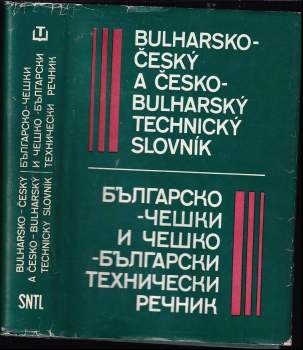 BULHARSKO-
ČESKÝ
A ČESKO-
BULHARSKÝ
TECHNICKÝ
SLOVNÍK
БЪЛГАРСКО
-ЧЕШКИ
И ЧЕШКО
-БЪЛГАРСКИ
ТЕХНИЧЕСКИ
РЕЧНИК
BULHARSKO-ČESKÝ
A ČESKO-BULHARSKÝ
TECHNICKÝ SLOVNÍK
БЪЛГАРСКО-ЧЕШКИ
И ЧЕШКО-БЪЛГАРСКИ
ТЕХНИЧЕСКИ РЕЧНИК
SNTL